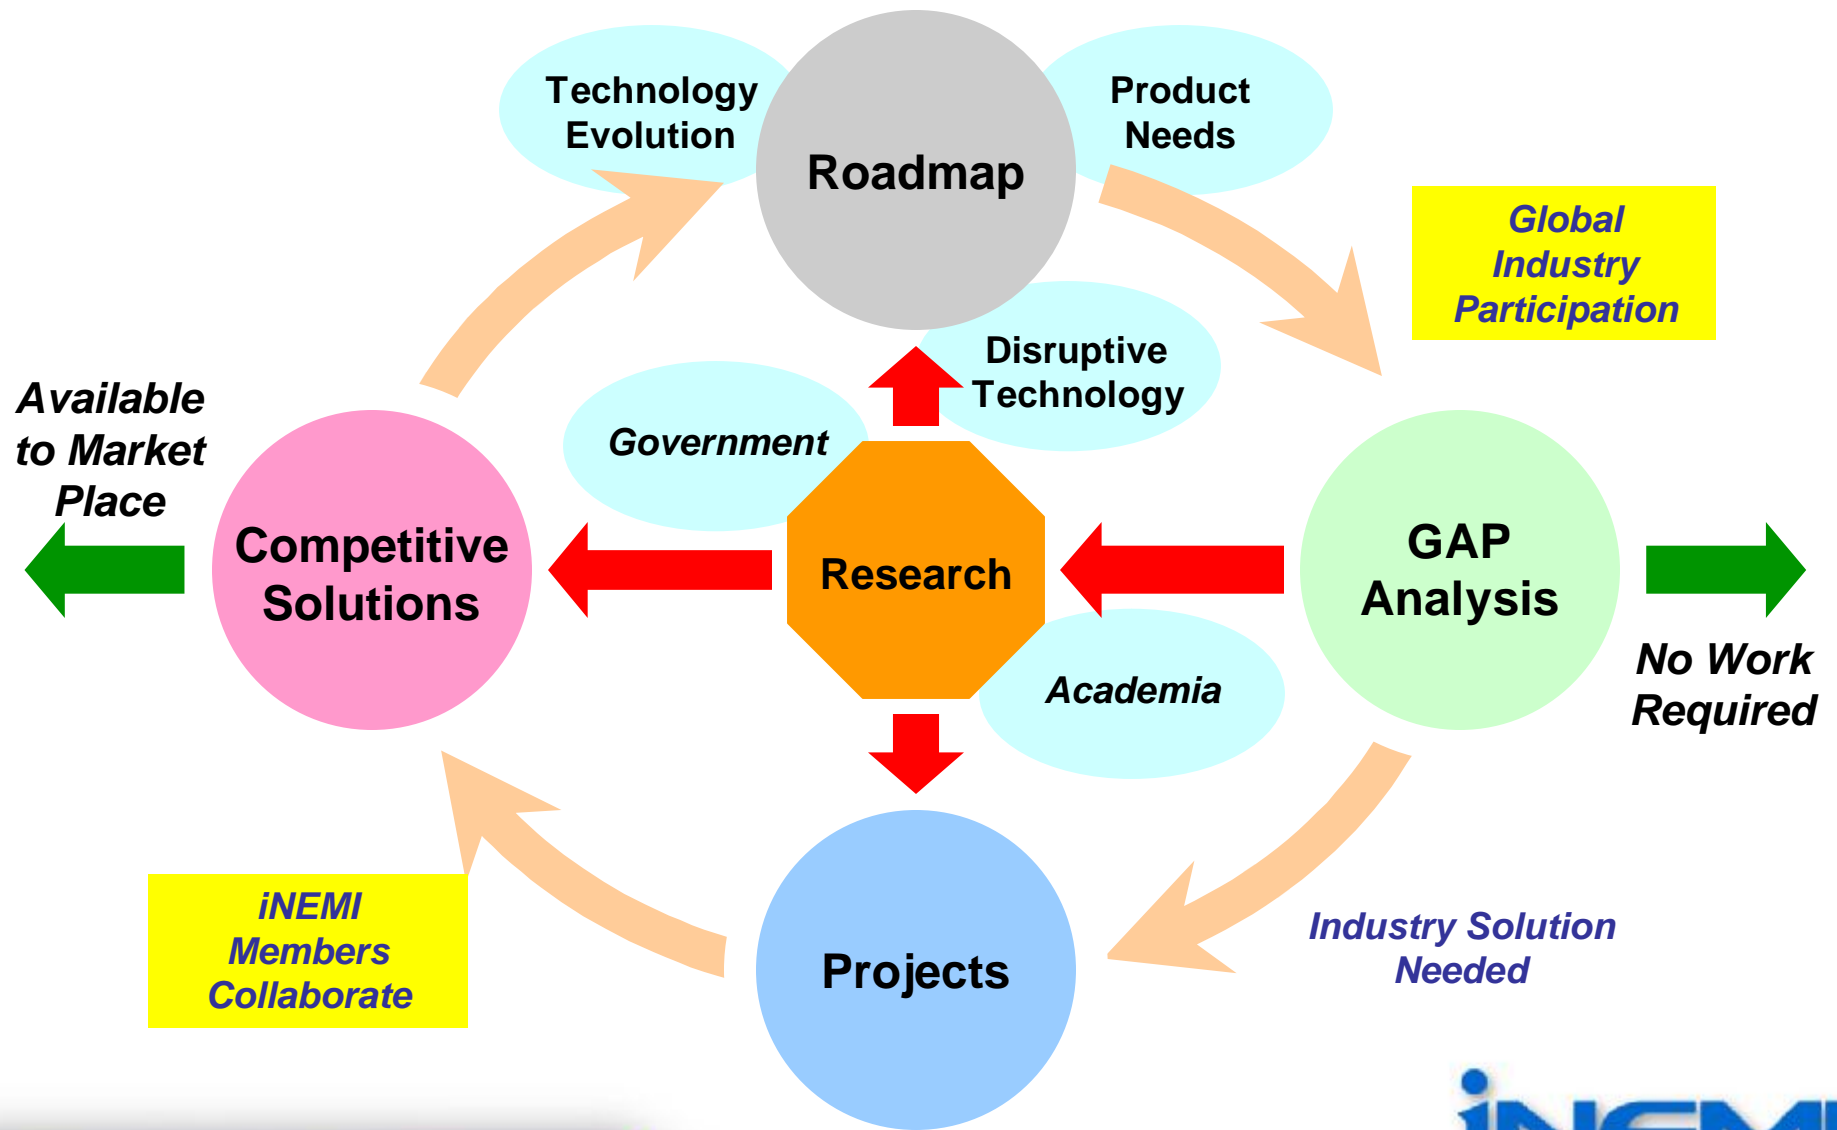 Technology
Evolution
Product
Needs
Roadmap
Global
Industry
Participation
Disruptive
Technology
Available
to Market
Place
Government
Competitive
Solutions
Research
GAP
Analysis
No Work
Required
Academia
iNEMI
Members
Collaborate
Projects
Industry Solution
Needed
iNEMI